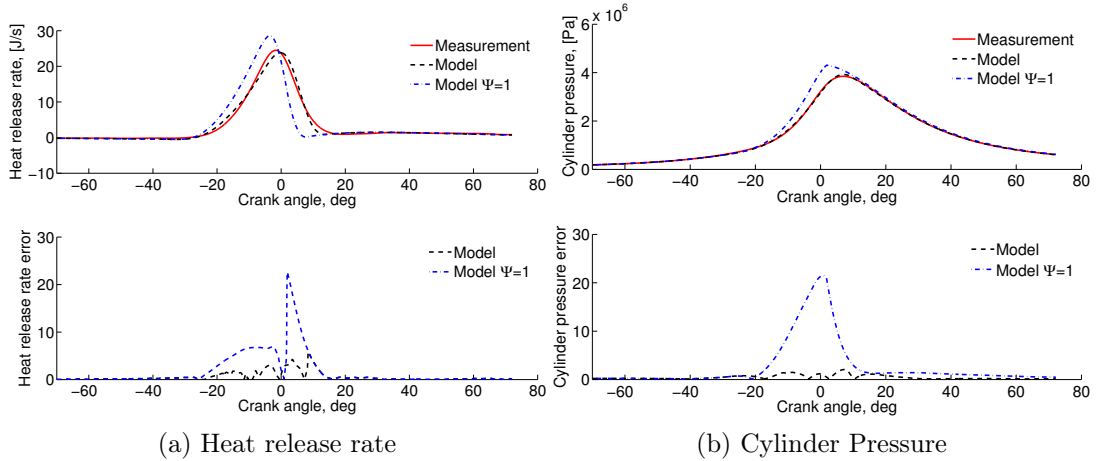 Heat release rate, [J/s]
30
20
10
0
−10
−60 −40 −20 0 20 40 60 80
Crank angle, deg
Measurement
Model
Model Ψ=1
Cylinder pressure, [Pa]
x 10^6
6
4
2
0
−60 −40 −20 0 20 40 60 80
Crank angle, deg
Measurement
Model
Model Ψ=1
Heat release rate error
30
20
10
0
−60 −40 −20 0 20 40 60 80
Crank angle, deg
Model
Model Ψ=1
Cylinder pressure error
30
20
10
0
−60 −40 −20 0 20 40 60 80
Crank angle, deg
Model
Model Ψ=1
(a) Heat release rate
(b) Cylinder Pressure